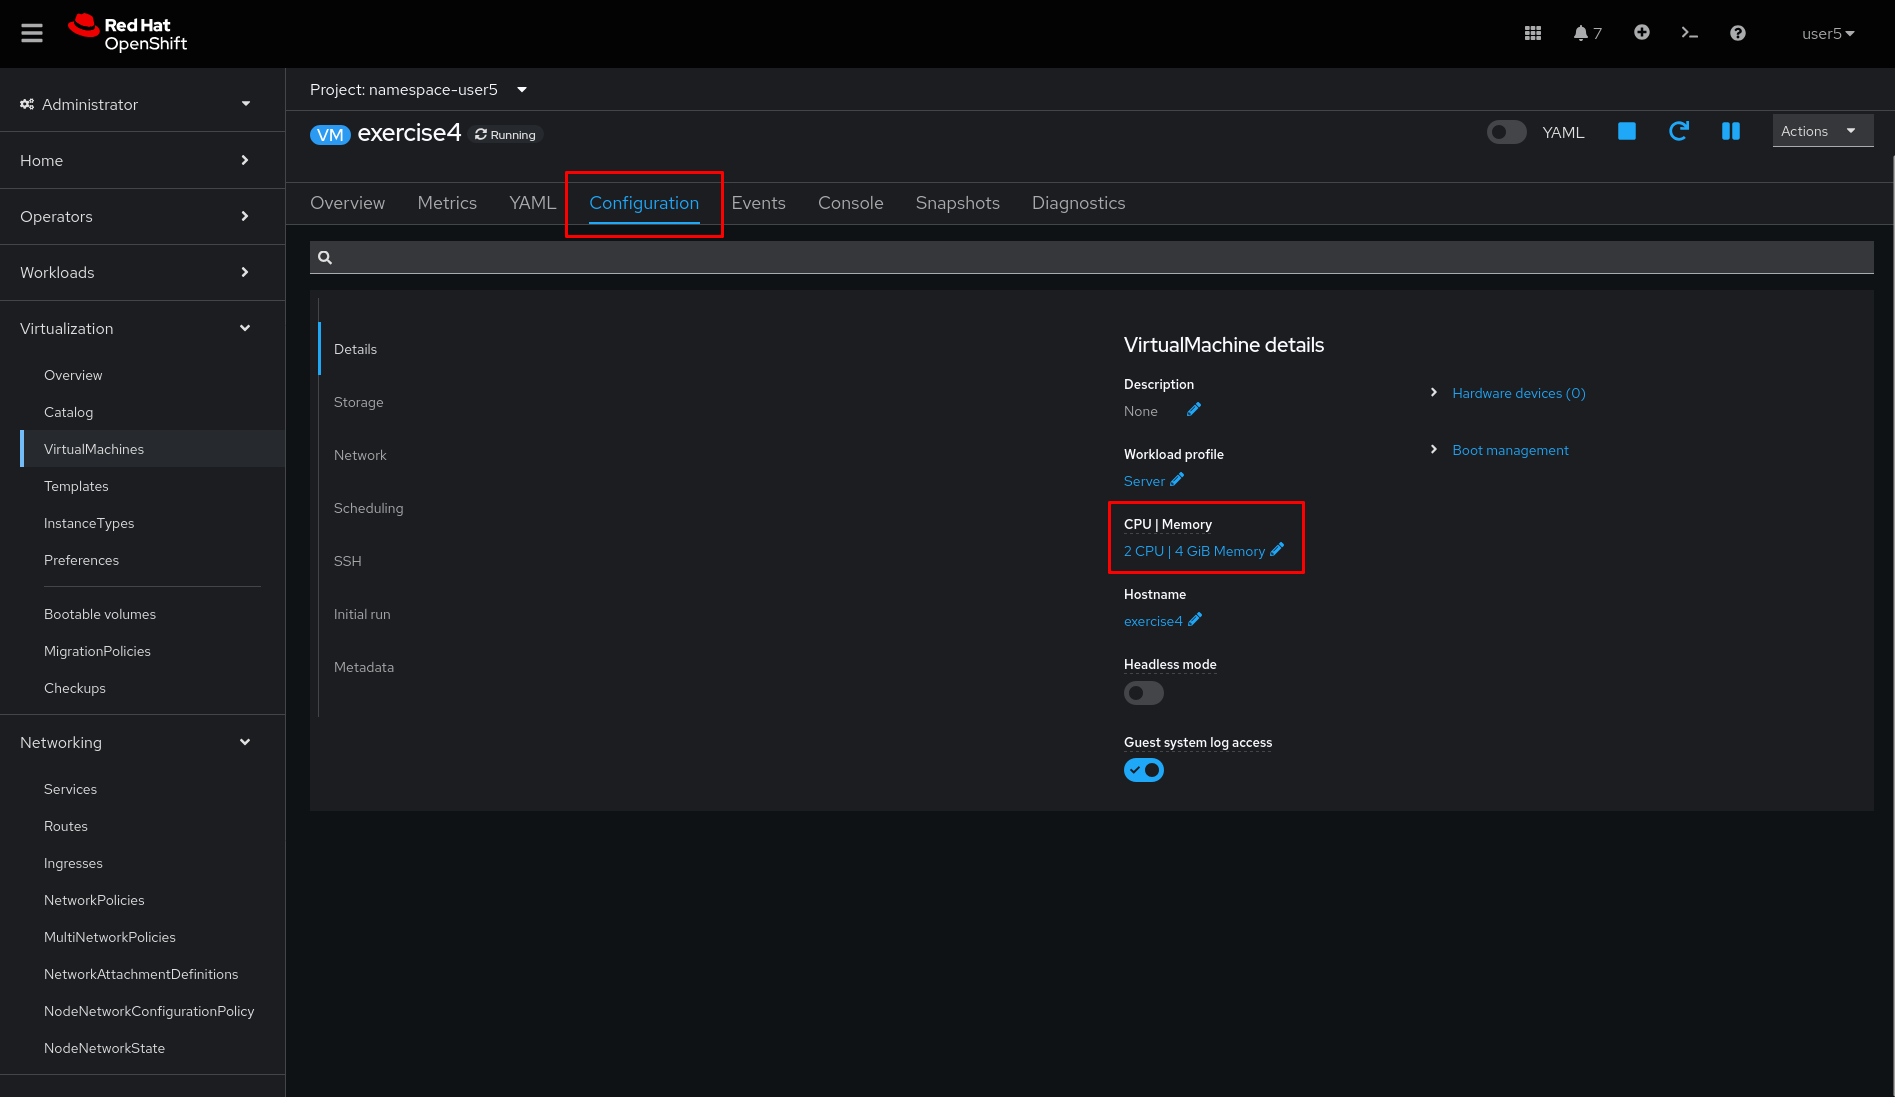 Red Hat
OpenShift
7
user5
Administrator
Home
Operators
Workloads
Virtualization
Overview
Catalog
VirtualMachines
Templates
InstanceTypes
Preferences
Bootable volumes
MigrationPolicies
Checkups
Networking
Services
Routes
Ingresses
NetworkPolicies
MultiNetworkPolicies
NetworkAttachmentDefinitions
NodeNetworkConfigurationPolicy
NodeNetworkState
Project: namespace-user5
VM exercise4 Running
YAML
Actions
Overview Metrics YAML Configuration Events Console Snapshots Diagnostics
Details
Storage
Network
Scheduling
SSH
Initial run
Metadata
VirtualMachine details
Description
None
Workload profile
Server
CPU | Memory
2 CPU | 4 GiB Memory
Hostname
exercise4
Headless mode
Guest system log access
Hardware devices (0)
Boot management